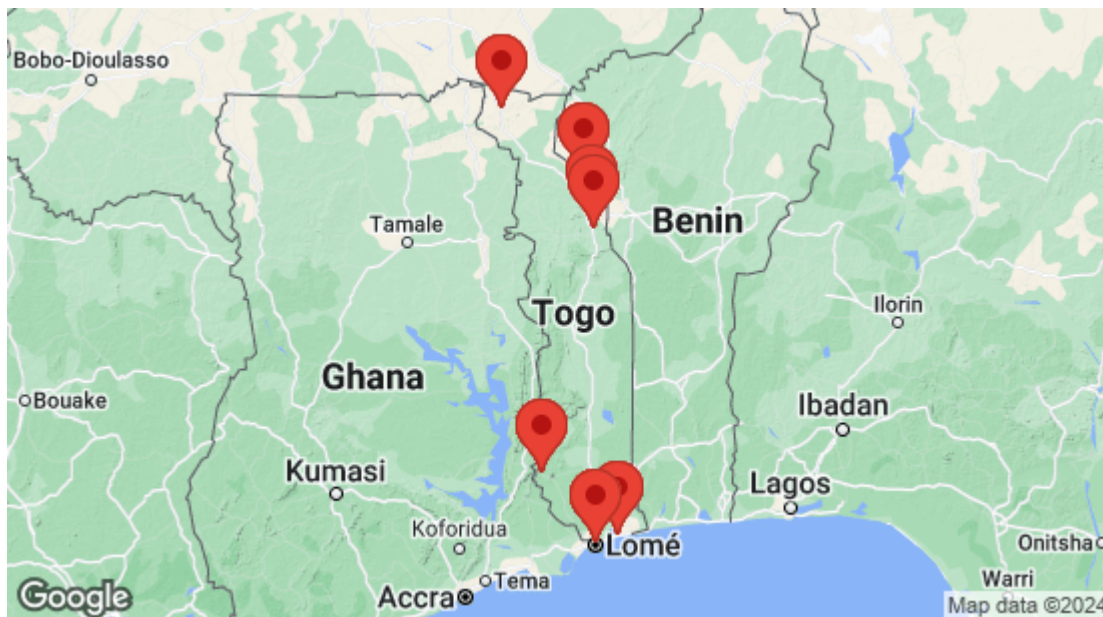 Bobo-Dioulasso
Tamale
Benin
Togo
Ilorin
Ghana
Bouake
Ibadan
Kumasi
Lagos
Koforidua
Lomé
Onitsha
Tema
Warri
Accra
Google
Map data ©2024